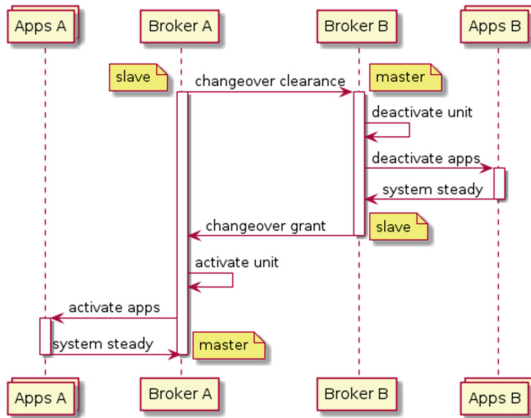 Apps A
Broker A
Broker B
Apps B
slave
changeover clearance
master
deactivate unit
deactivate apps
system steady
changeover grant
slave
activate unit
activate apps
system steady
master
Apps A
Broker A
Broker B
Apps B